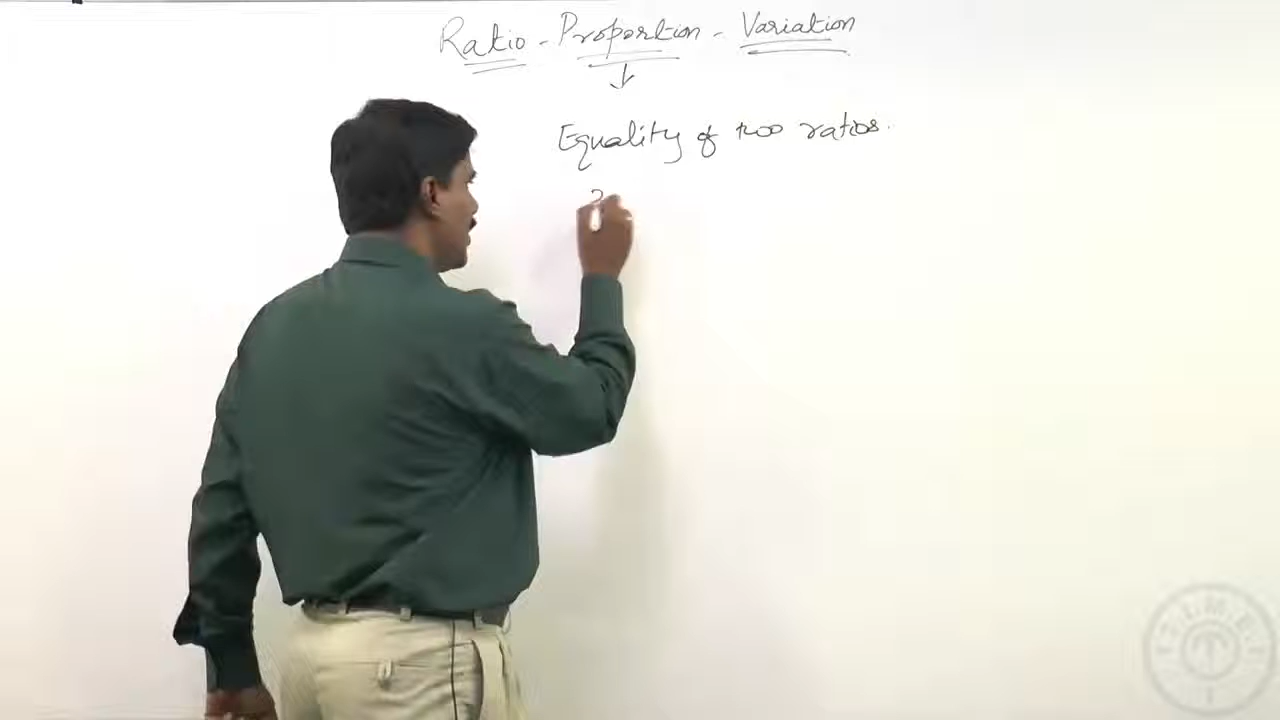 Ratio - Proportion - Variation
Equality of two ratios.